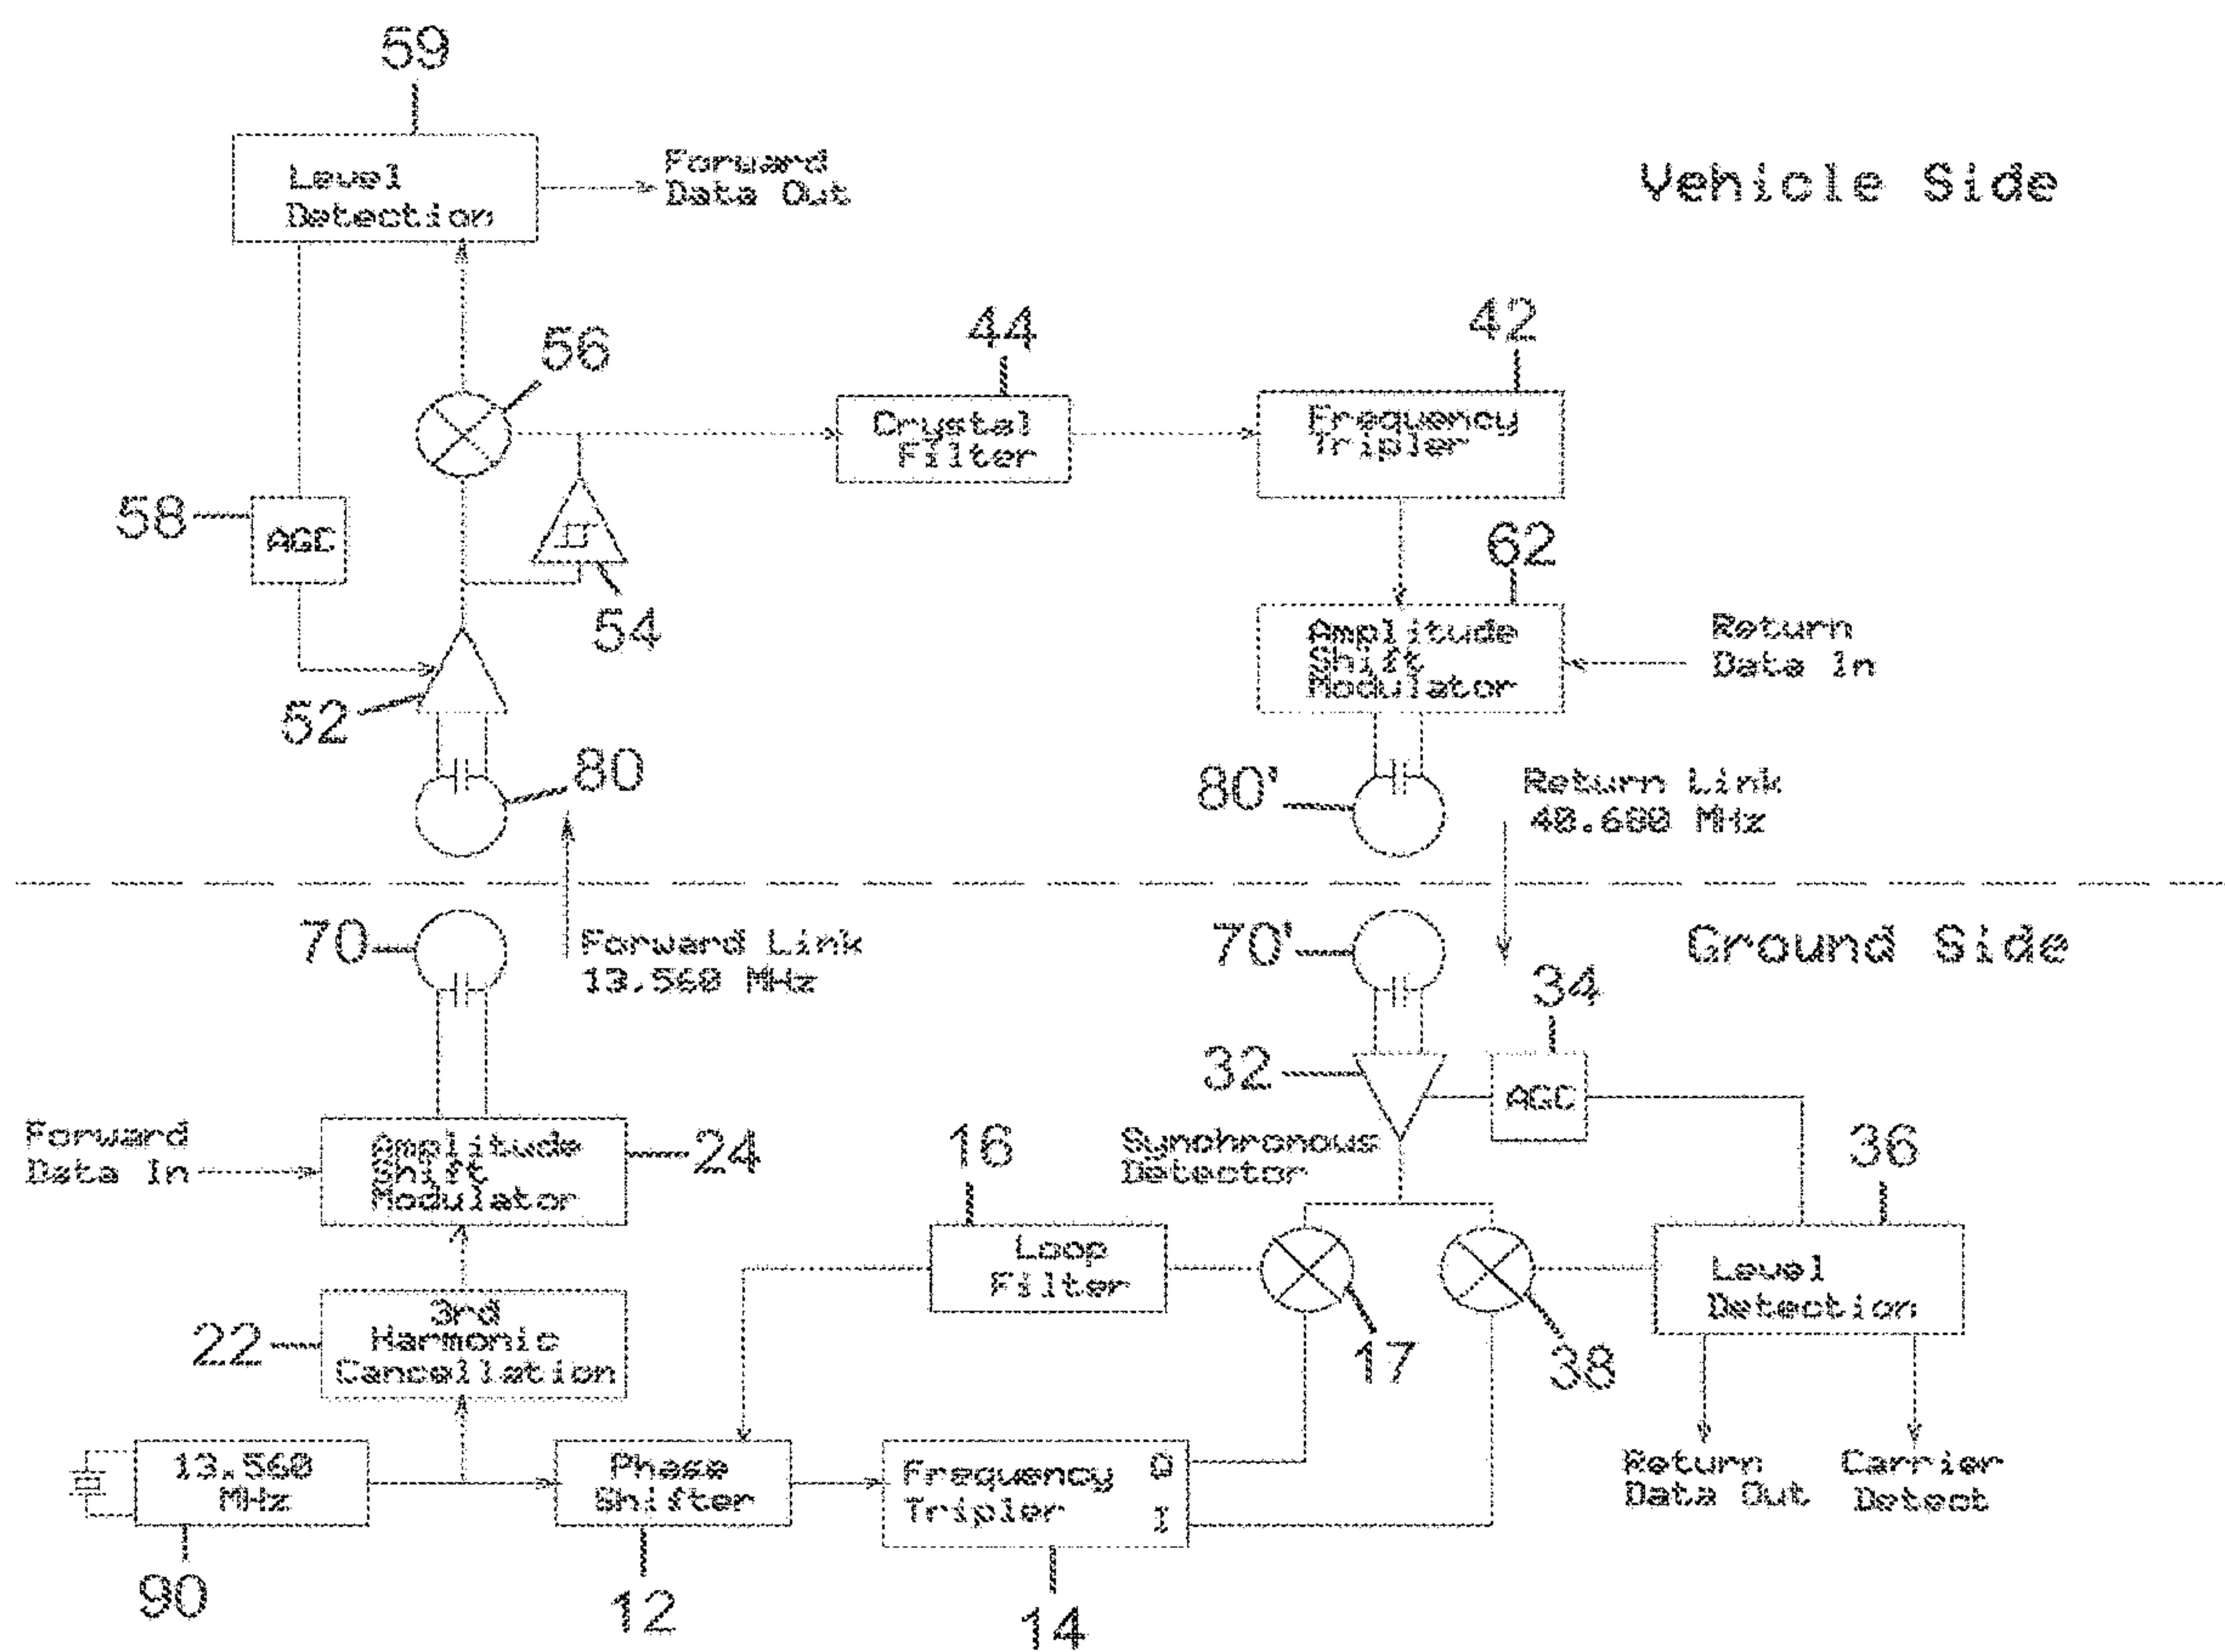 59
Level
Detection
Forward
Data Out
Vehicle Side
56
44
42
Crystal
Filter
Frequency
Tripler
58
AGC
54
62
Amplitude
Shift
Modulator
Return
Data In
52
80
80'
Return Link
40.680 MHz
70
Forward Link
13.560 MHz
70'
Ground Side
34
32
AGC
Forward
Data In
Amplitude
Shift
Modulator
24
16
Synchronous
Detector
36
Loop
Filter
Level
Detection
22
3rd
Harmonic
Cancellation
17
38
13.560
MHz
Phase
Shifter
Frequency
Tripler
Q
I
Return
Data Out
Carrier
Detect
90
12
14